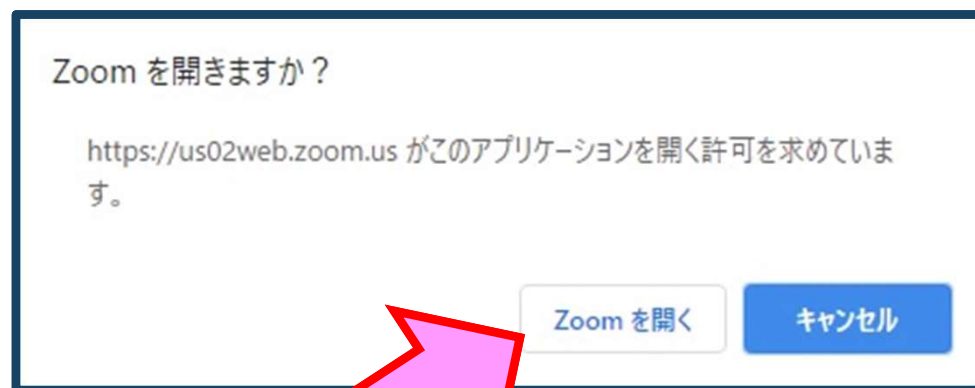 Zoom を開きますか？
https://us02web.zoom.us がこのアプリケーションを開く許可を求めていま
す。
Zoom を開く
キャンセル